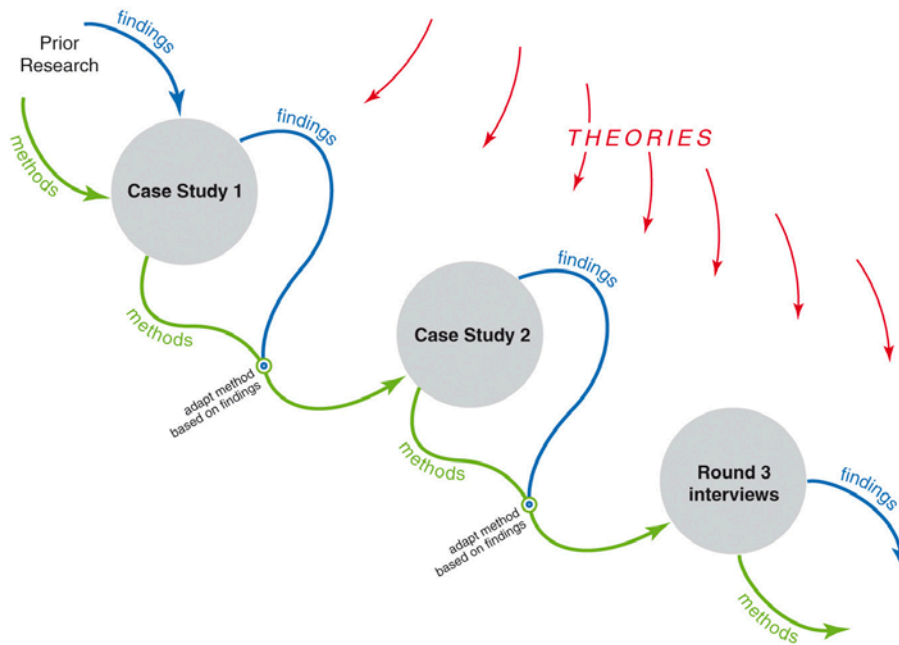 findings
Prior
Research
methods
Case Study 1
findings
THEORIES
methods
adapt method
based on findings
findings
Case Study 2
methods
adapt method
based on findings
Round 3
interviews
findings
methods